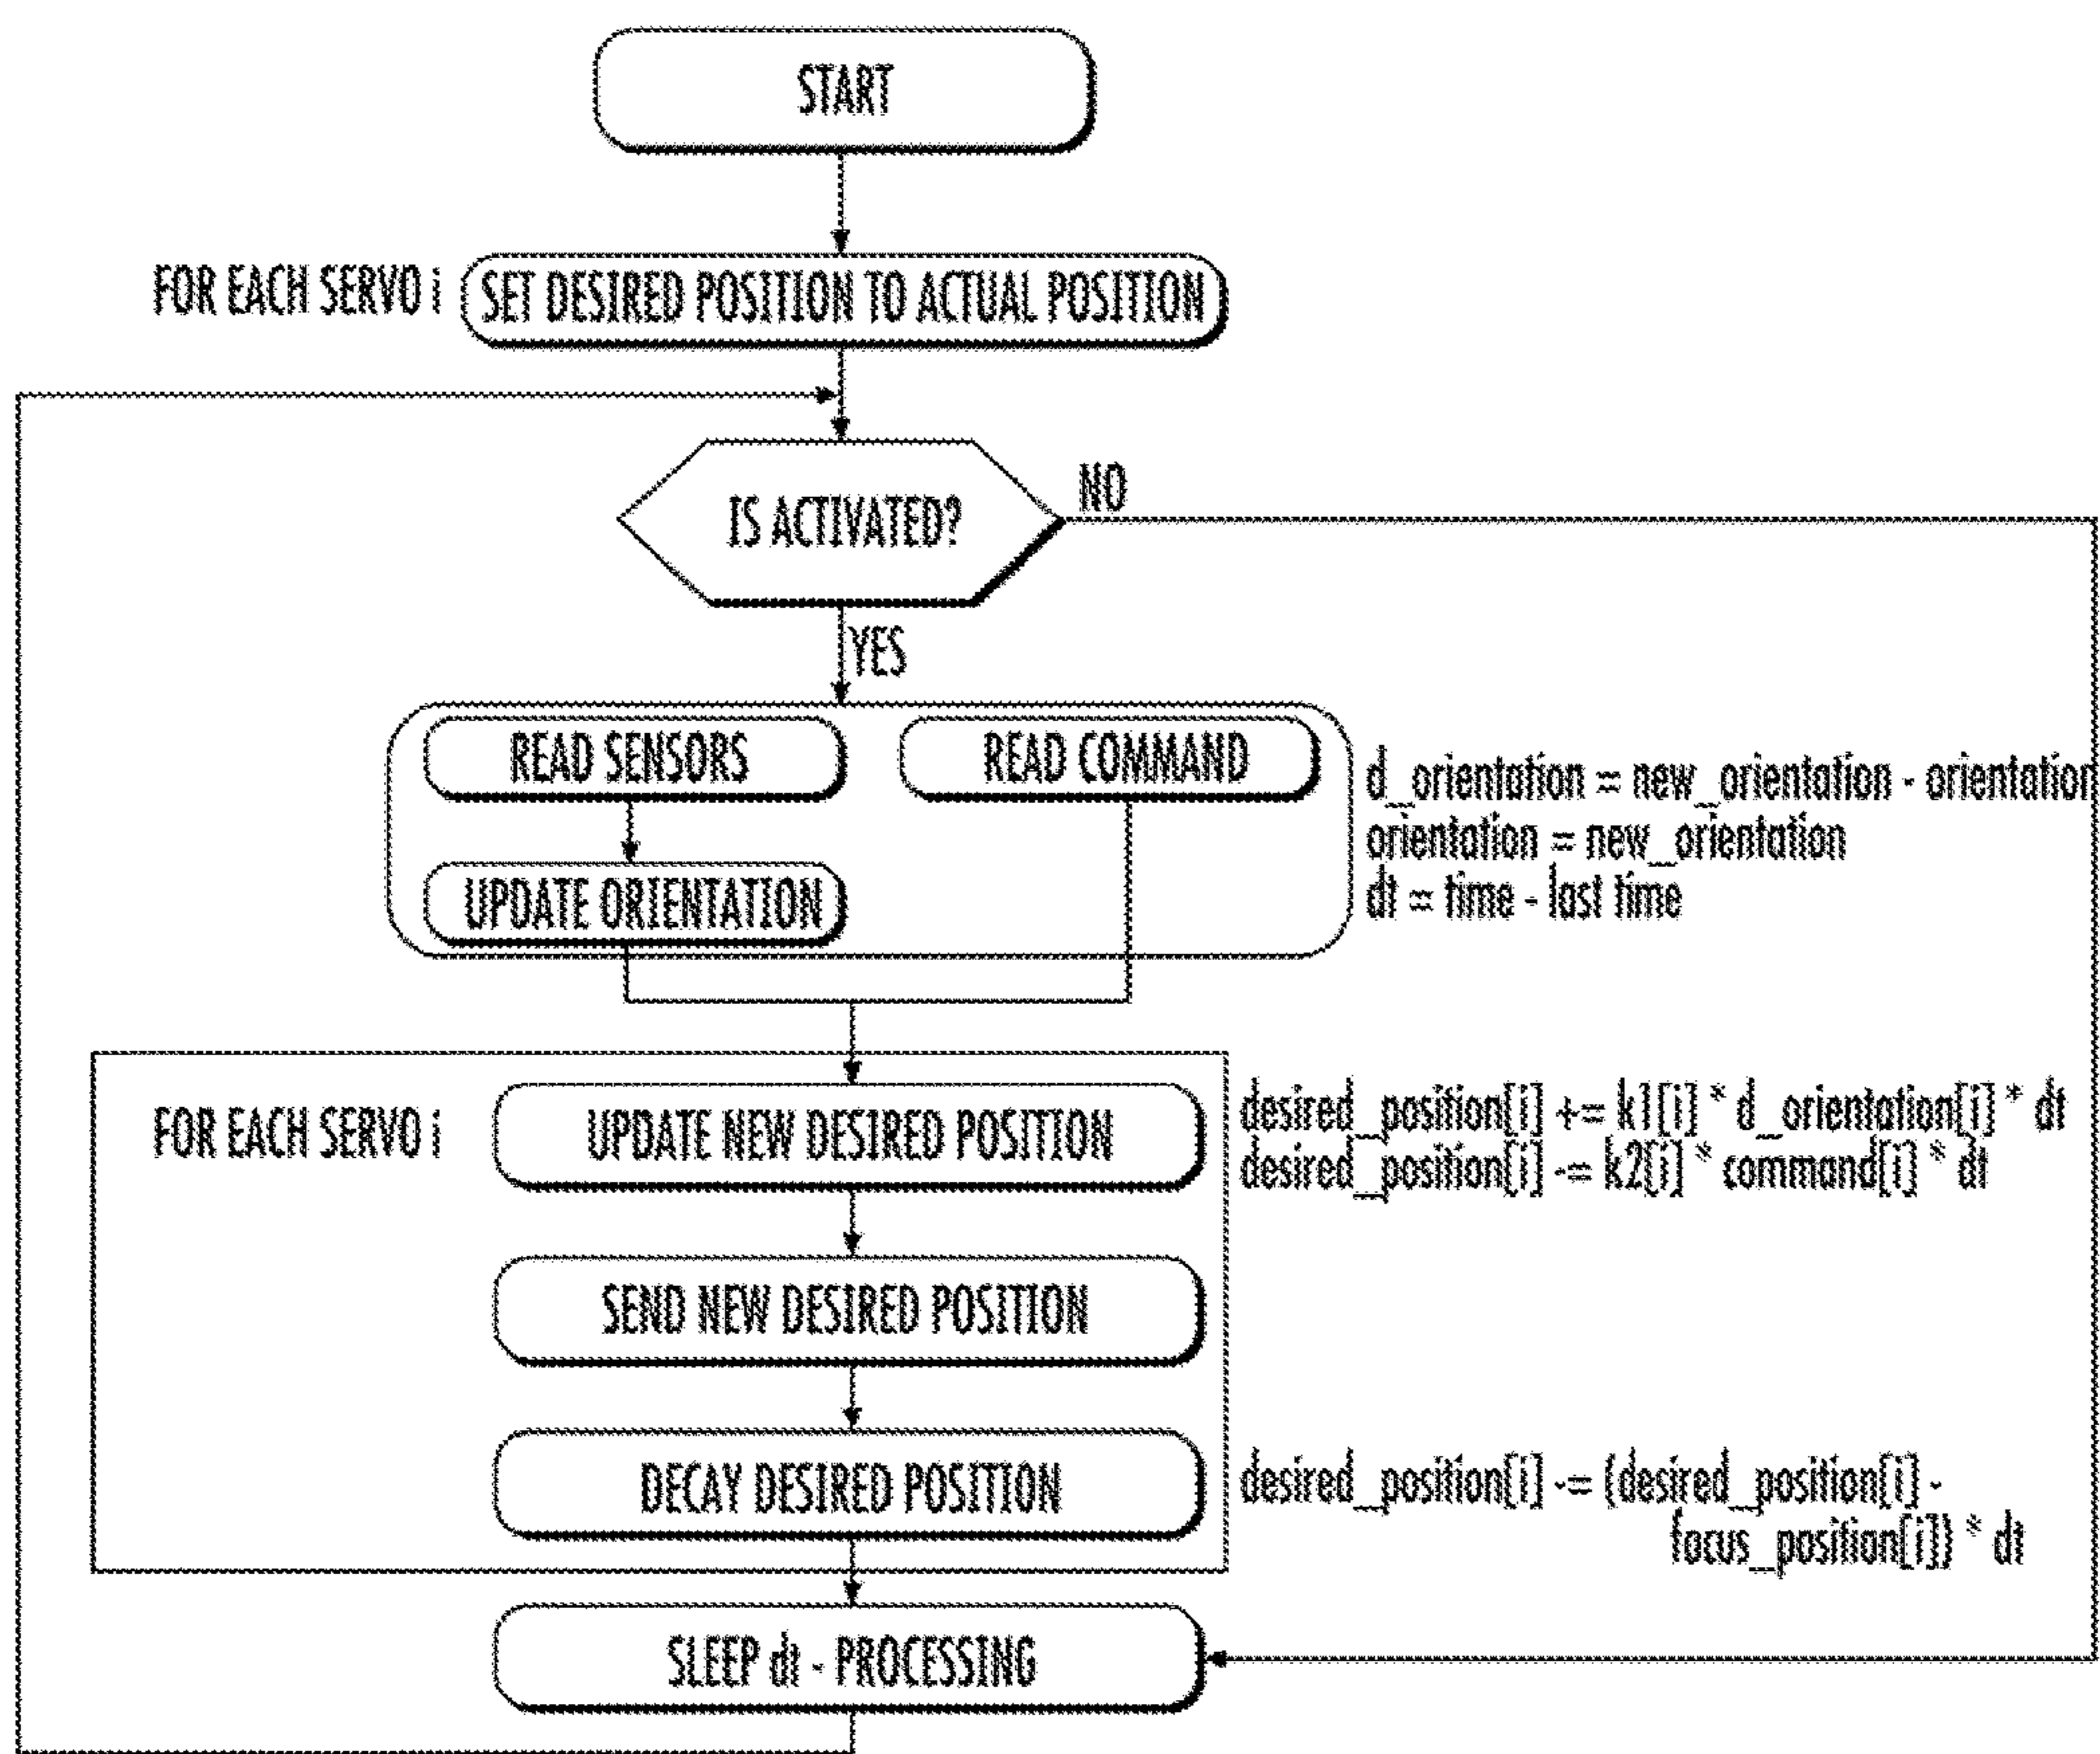 START
FOR EACH SERVO i
SET DESIRED POSITION TO ACTUAL POSITION
IS ACTIVATED?
NO
YES
READ SENSORS
READ COMMAND
UPDATE ORIENTATION
d_orientation = new_orientation - orientation
orientation = new_orientation
dt = time - last time
FOR EACH SERVO i
UPDATE NEW DESIRED POSITION
desired_position[i] += k1[i] * d_orientation[i] * dt
desired_position[i] -= k2[i] * command[i] * dt
SEND NEW DESIRED POSITION
DECAY DESIRED POSITION
desired_position[i] -= (desired_position[i] -
focus_position[i]) * dt
SLEEP dt - PROCESSING